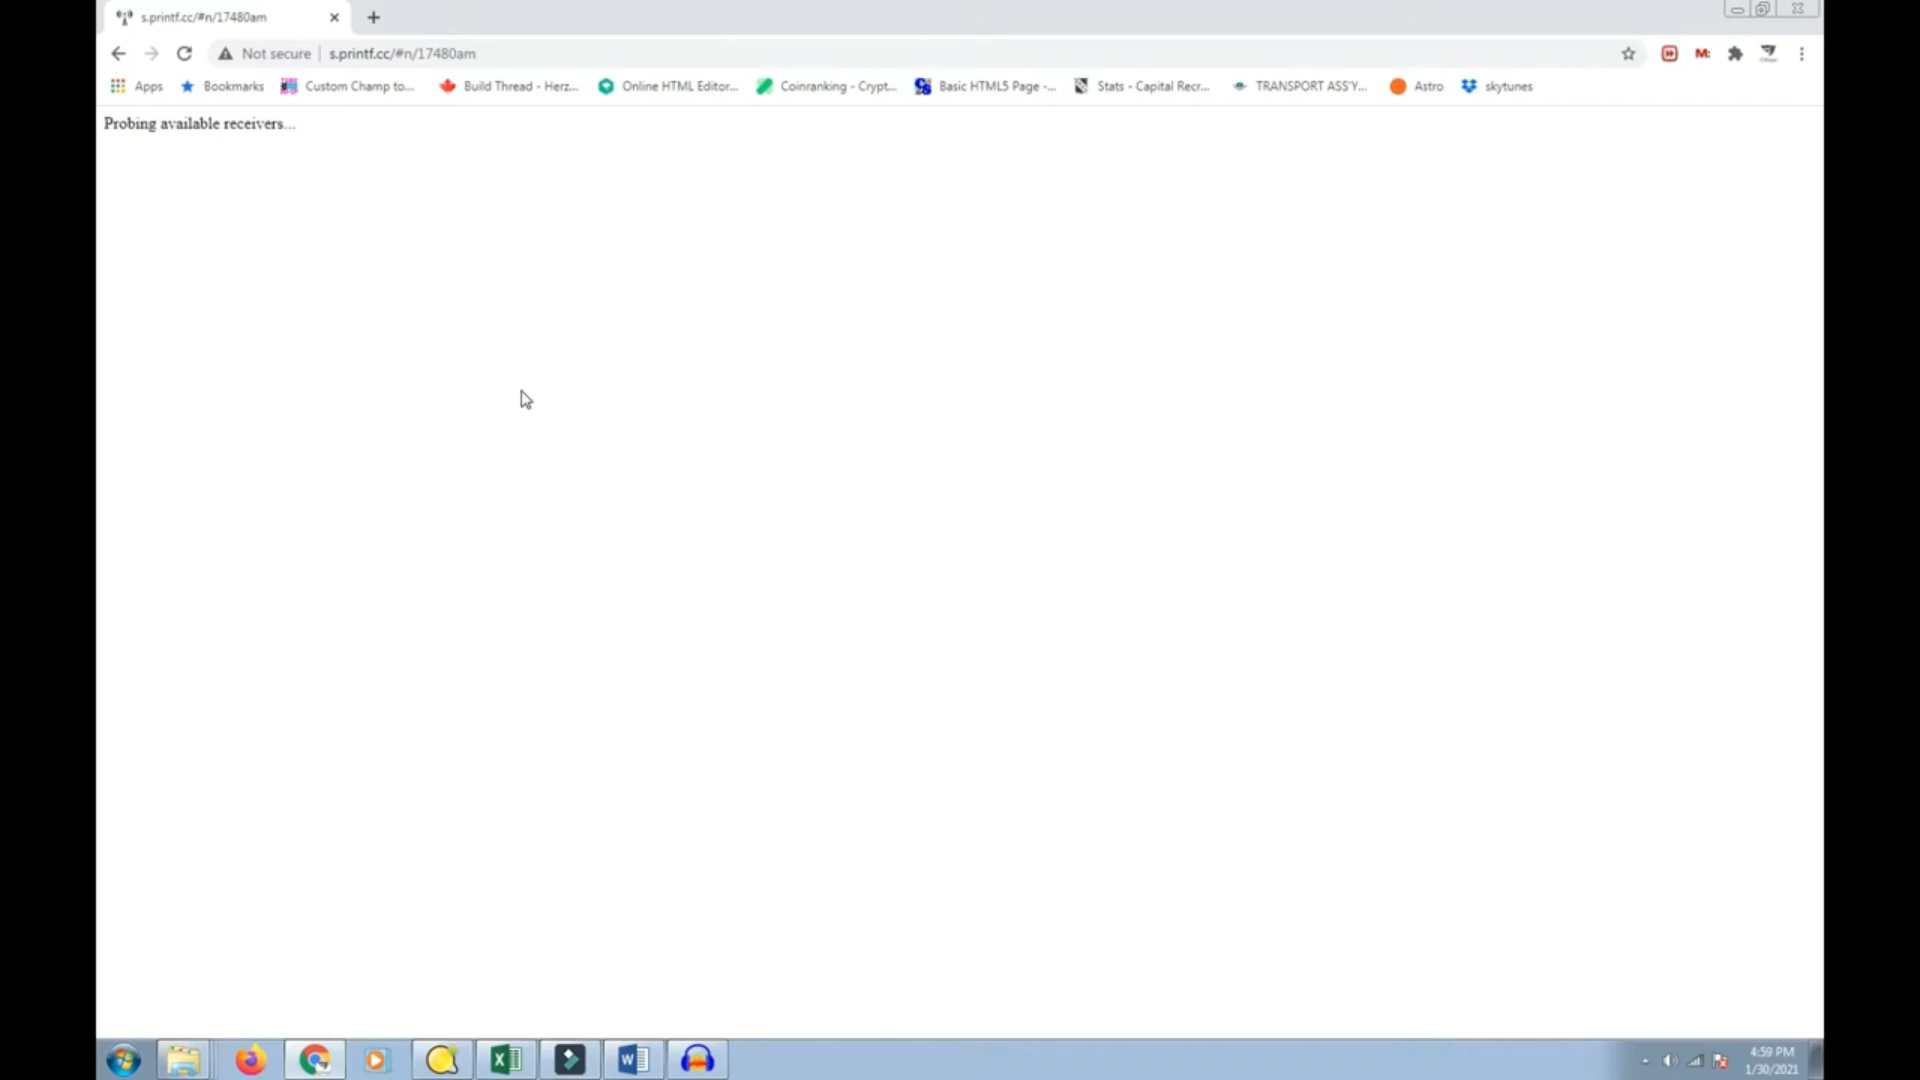 s.printf.cc/#n/17480am
Not secure | s.printf.cc/#n/17480am
Apps Bookmarks Custom Champ to... Build Thread - Herz... Online HTML Editor... Coinranking - Crypt... Basic HTML5 Page -... Stats - Capital Recr... TRANSPORT ASS'Y... Astro skytunes
Probing available receivers...
4:59 PM
1/30/2021